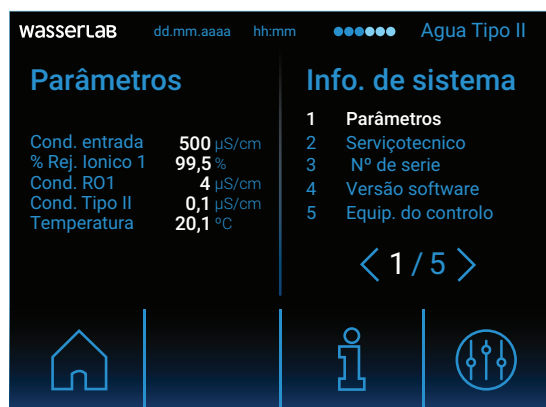 wasserLAB dd.mm.aaaa hh:mm Agua Tipo II
Parâmetros
Cond. entrada 500 µS/cm
% Rej. Ionico 1 99,5 %
Cond. RO1 4 µS/cm
Cond. Tipo II 0,1 µS/cm
Temperatura 20,1 ºC
Info. de sistema
1 Parâmetros
2 Serviçotecnico
3 Nº de serie
4 Versão software
5 Equip. do controlo
1 / 5